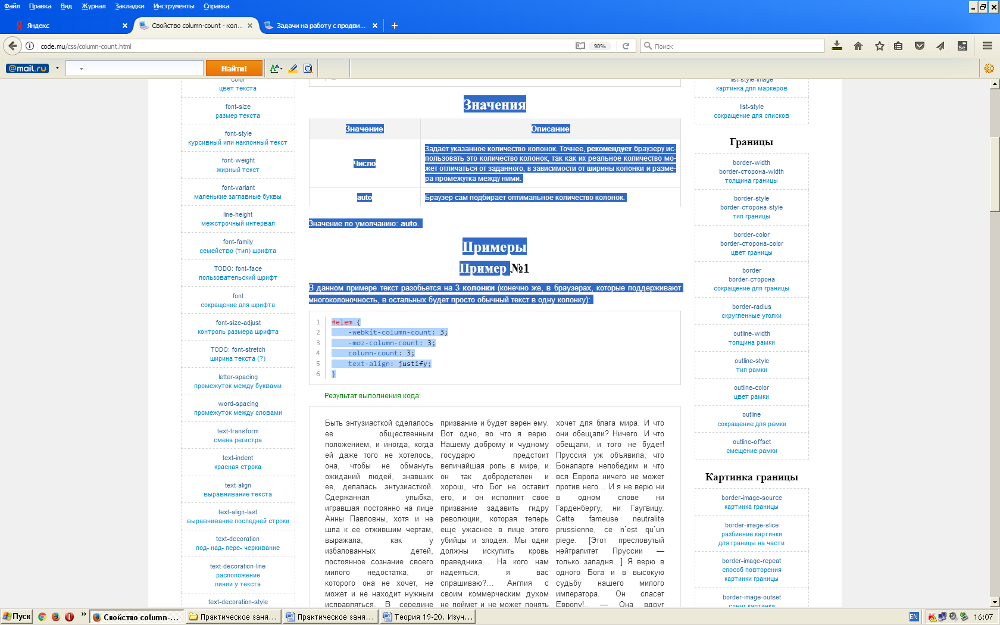 Файл Правка Вид Журнал Закладки Инструменты Справка
Яндекс
Свойство column-count - кол...
Задачи на работу с продви...
code.mu/css/column-count.html
90%
Поиск
Se
@mail.ru
Найти!
color
цвет текста
font-size
размер текста
font-style
курсивный или наклонный текст
font-weight
жирный текст
font-variant
маленькие заглавные буквы
line-height
межстрочный интервал
font-family
семейство (тип) шрифта
TODO: font-face
пользовательский шрифт
font
сокращение для шрифта
font-size-adjust
контроль размера шрифта
TODO: font-stretch
ширина текста (?)
letter-spacing
промежуток между буквами
word-spacing
промежуток между словами
text-transform
смена регистра
text-indent
красная строка
text-align
выравнивание текста
text-align-last
выравнивание последней строки
text-decoration
под- над- пере- черкивание
text-decoration-line
расположение
линии у текста
text-decoration-style
Значения
Значение
Описание
Число
Задает указанное количество колонок. Точнее, рекомендует браузеру ис-
пользовать это количество колонок, так как их реальное количество мо-
жет отличаться от заданного, в зависимости от ширины колонки и разме-
ра промежутка между ними.
auto
Браузер сам подбирает оптимальное количество колонок.
Значение по умолчанию: auto.
Примеры
Пример №1
В данном примере текст разобьется на 3 колонки (конечно же, в браузерах, которые поддерживают
многоколоночность, в остальных будет просто обычный текст в одну колонку):
1 #elem {
2 -webkit-column-count: 3;
3 -moz-column-count: 3;
4 column-count: 3;
5 text-align: justify;
6 }
Результат выполнения кода:
Быть энтузиасткой сделалось
ее общественным
положением, и иногда, когда
ей даже того не хотелось,
она, чтобы не обмануть
ожиданий людей, знавших
ее, делалась энтузиасткой.
Сдержанная улыбка,
игравшая постоянно на лице
Анны Павловны, хотя и не
шла к ее отжившим чертам,
выражала, как у
избалованных детей,
постоянное сознание своего
милого недостатка, от
которого она не хочет, не
может и не находит нужным
исправляться. В середине
призвание и будет верен ему.
Вот одно, во что я верю.
Нашему доброму и чудному
государю предстоит
величайшая роль в мире, и
он так добродетелен и
хорош, что Бог не оставит
его, и он исполнит свое
призвание задавить гидру
революции, которая теперь
еще ужаснее в лице этого
убийцы и злодея. Мы одни
должны искупить кровь
праведника... На кого нам
надеяться, я вас
спрашиваю?... Англия с
своим коммерческим духом
не поймет и не может понять
хочет для блага мира. И что
они обещали? Ничего. И что
обещали, и того не будет!
Пруссия уж объявила, что
Бонапарте непобедим и что
вся Европа ничего не может
против него... И я не верю ни
в одном слове ни
Гарденбергу, ни Гаугвицу.
Cette fameuse neutralite
prussienne, ce n`est qu`un
piege. [Этот пресловутый
нейтралитет Пруссии —
только западня. ] Я верю в
одного Бога и в высокую
судьбу нашего милого
императора. Он спасет
Европу!.. — Она вдруг
list-style-image
картинка для маркеров
list-style
сокращение для списков
Границы
border-width
border-сторона-width
толщина границы
border-style
border-сторона-style
тип границы
border-color
border-сторона-color
цвет границы
border
border-сторона
сокращение для границы
border-radius
скругленные уголки
outline-width
толщина рамки
outline-style
тип рамки
outline-color
цвет рамки
outline
сокращение для рамки
outline-offset
смещение рамки
Картинка границы
border-image-source
картинка границы
border-image-slice
разбиение картинки
для границы на части
border-image-repeat
способ повторения
картинки границы
border-image-outset
сдвиг картинки
Пуск
Свойство column-...
Практическое заня...
Практическое заня...
Теория 19-20. Изуч...
EN
16:07